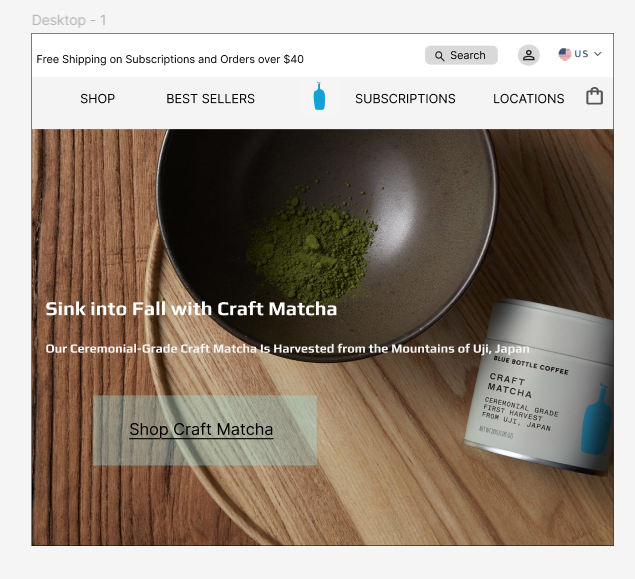 Desktop - 1
Free Shipping on Subscriptions and Orders over $40
Search
US
SHOP
BEST SELLERS
SUBSCRIPTIONS
LOCATIONS
Sink into Fall with Craft Matcha
Our Ceremonial-Grade Craft Matcha Is Harvested from the Mountains of Uji, Japan
BLUE BOTTLE COFFEE
CRAFT
MATCHA
CEREMONIAL GRADE
FIRST HARVEST
FROM UJI, JAPAN
Shop Craft Matcha